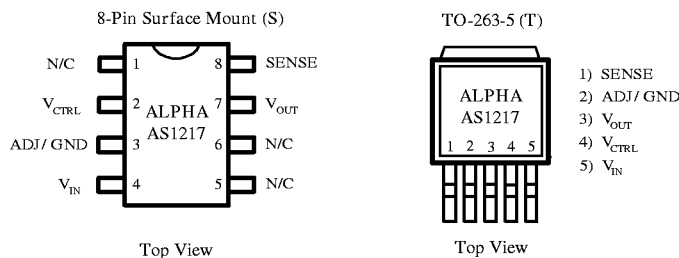 8-Pin Surface Mount (S)
N/C 1 8 SENSE
VCTRL 2 7 VOUT
ALPHA
AS1217
ADJ/ GND 3 6 N/C
VIN 4 5 N/C
Top View
TO-263-5 (T)
ALPHA
AS1217
1 2 3 4 5
1) SENSE
2) ADJ/ GND
3) VOUT
4) VCTRL
5) VIN
Top View